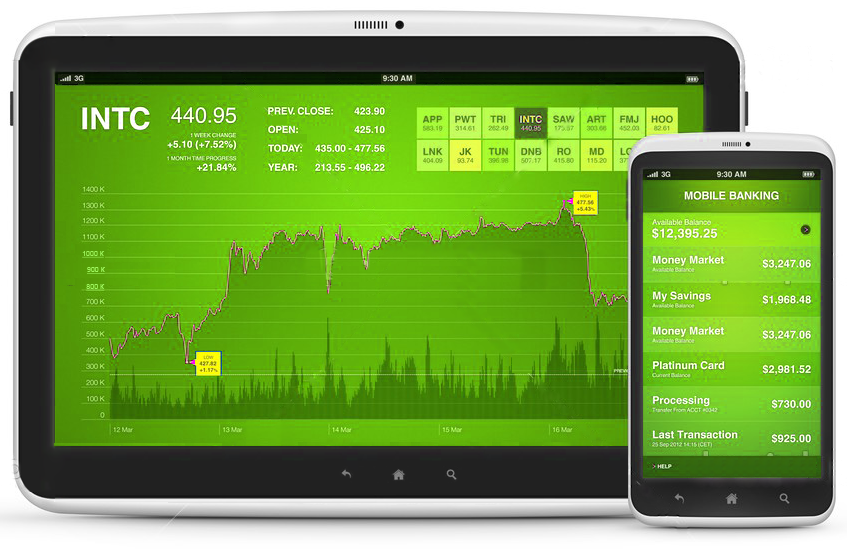 3G
9:30 AM
INTC
440.95
1 WEEK CHANGE
+5.10 (+7.52%)
1 MONTH TIME PROGRESS
+21.84%
PREV. CLOSE: 423.90
OPEN: 425.10
TODAY: 435.00 - 477.56
YEAR: 213.55 - 496.22
APP PWT TRI INTC SAW ART FMJ HOO
583.19 314.61 262.49 440.95 303.66 452.03 82.61
LNK JK TUN DNB RO MD
404.09 93.74 396.98 507.17 415.80 115.20
1400 K
1300 K
1200 K
1100 K
1000 K
900 K
800 K
700 K
600 K
500 K
400 K
300 K
200 K
100 K
0
HIGH
477.56
+5.43%
LOW
427.82
+1.17%
12 Mar
13 Mar
14 Mar
15 Mar
16 Mar
3G
9:30 AM
MOBILE BANKING
Available Balance
$12,395.25
Money Market $3,247.06
Available Balance
My Savings $1,968.48
Available Balance
Money Market $3,247.06
Available Balance
Platinum Card $2,981.52
Current Balance
Processing $730.00
Transfer From ACCT #0342
Last Transaction $925.00
25 Sep 2012 14:16 (CET)
HELP